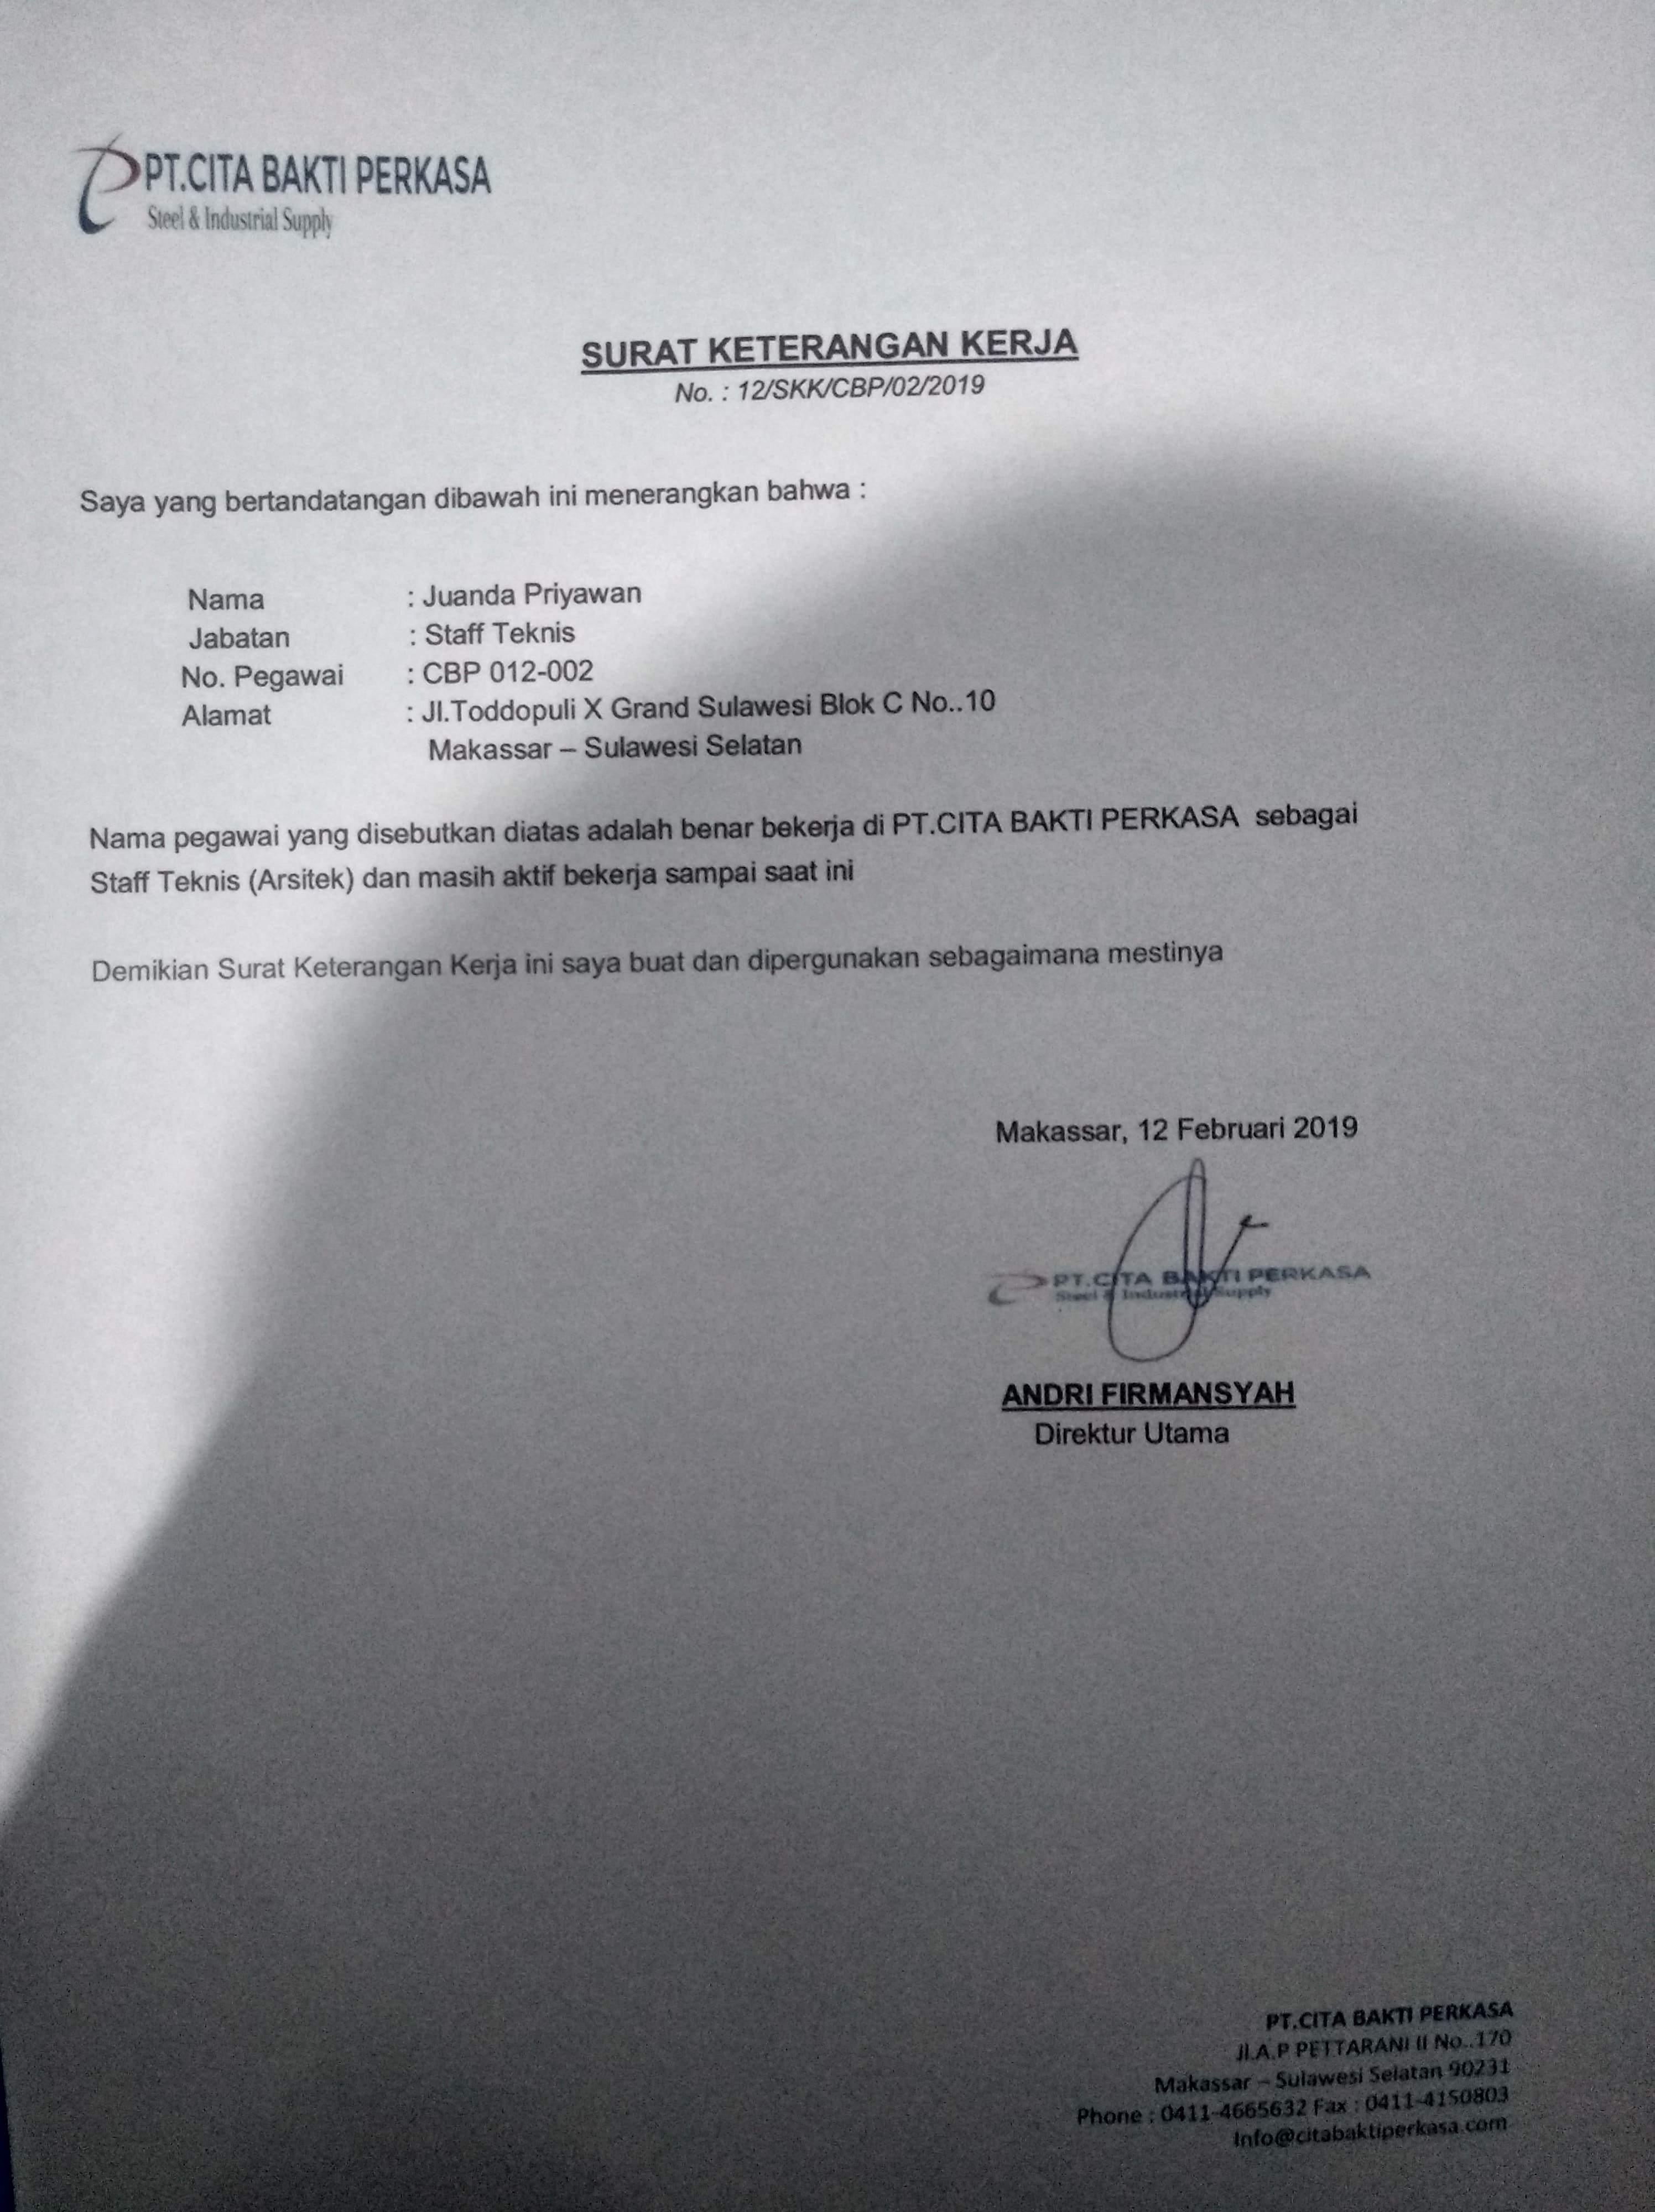 PT.CITA BAKTI PERKASA
Steel & Industrial Supply
SURAT KETERANGAN KERJA
No. : 12/SKK/CBP/02/2019
Saya yang bertandatangan dibawah ini menerangkan bahwa :
Nama : Juanda Priyawan
Jabatan : Staff Teknis
No. Pegawai : CBP 012-002
Alamat : Jl.Toddopuli X Grand Sulawesi Blok C No..10
Makassar – Sulawesi Selatan
Nama pegawai yang disebutkan diatas adalah benar bekerja di PT.CITA BAKTI PERKASA sebagai
Staff Teknis (Arsitek) dan masih aktif bekerja sampai saat ini
Demikian Surat Keterangan Kerja ini saya buat dan dipergunakan sebagaimana mestinya
Makassar, 12 Februari 2019
PT.CITA BAKTI PERKASA
Steel & Industrial Supply
ANDRI FIRMANSYAH
Direktur Utama
PT.CITA BAKTI PERKASA
Jl.A.P PETTARANI II No..170
Makassar – Sulawesi Selatan 90231
Phone : 0411-4665632 Fax : 0411-4150803
Info@citabaktiperkasa.com